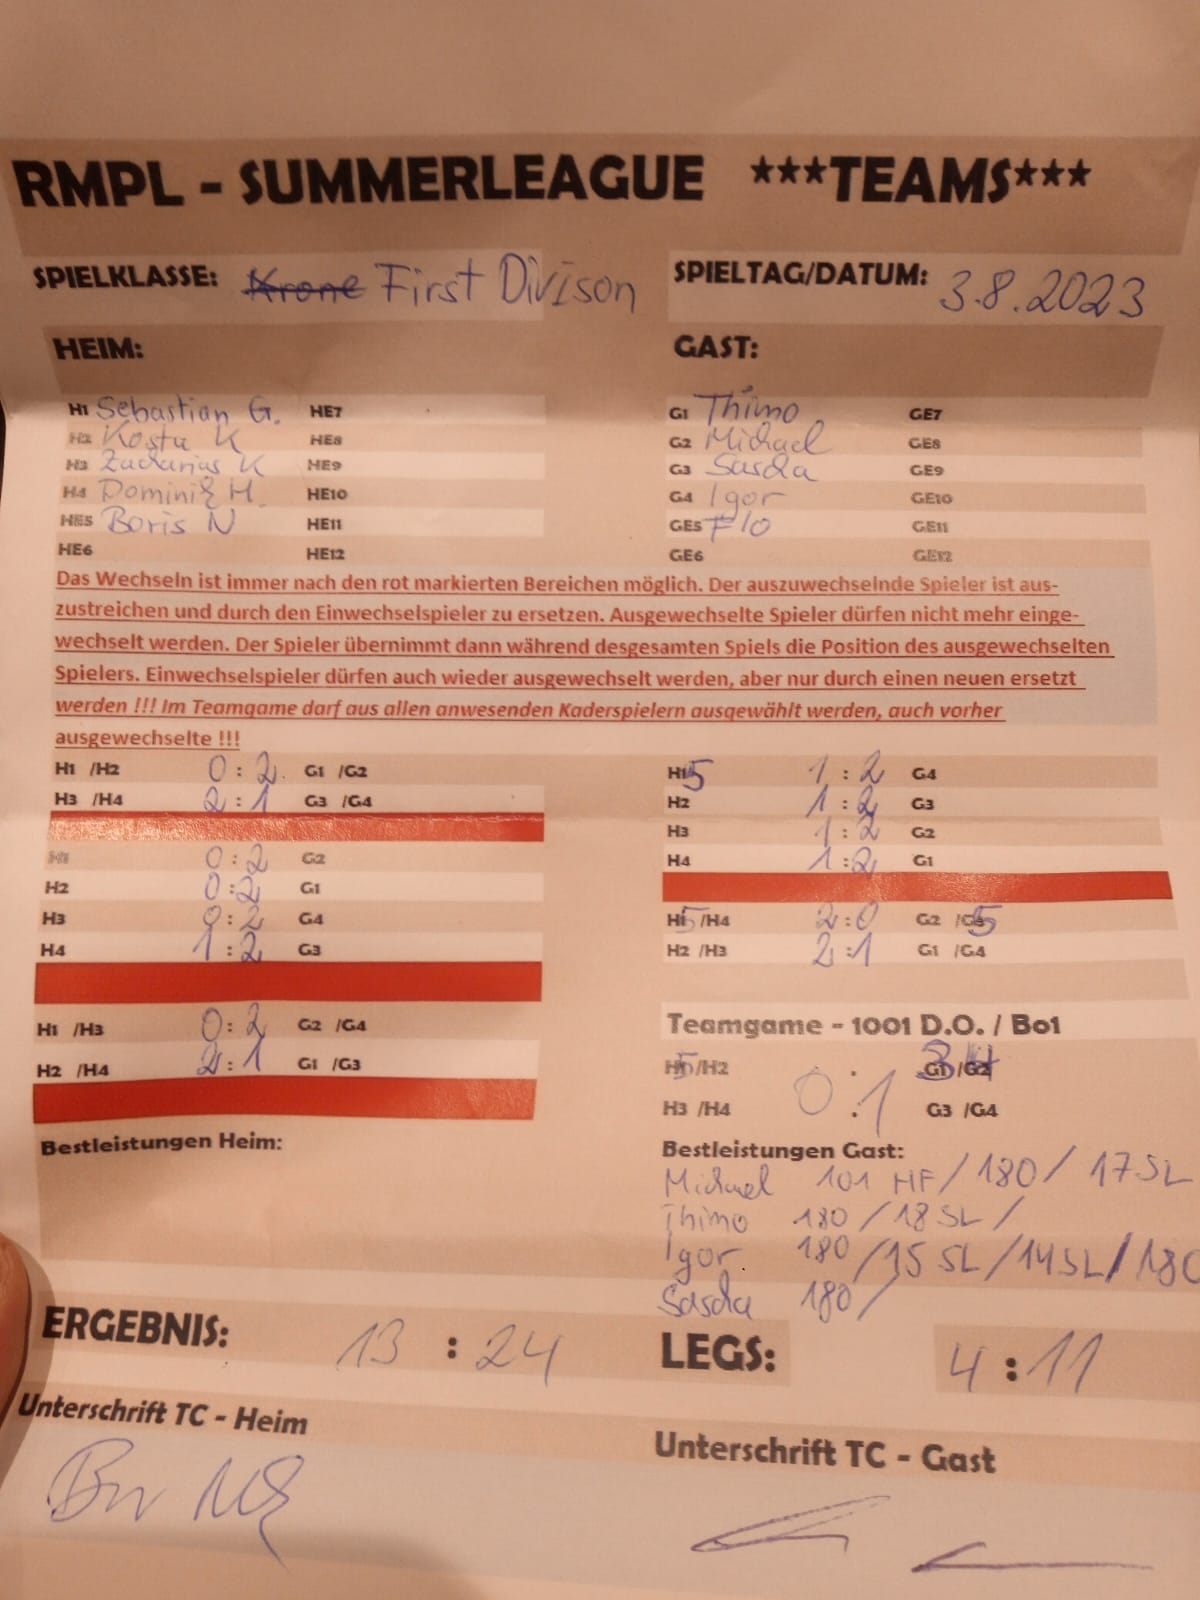 RMPL - SUMMERLEAGUE ***TEAMS***
SPIELKLASSE: Krone First Divison SPIELTAG/DATUM: 3.8.2023
HEIM: GAST:
H1 Sebastian G. HE7 G1 Thimo GE7
H2 Kosta K HE8 G2 Michael GE8
H3 Zacharias K HE9 G3 Sascha GE9
H4 Dominik M. HE10 G4 Igor GE10
HE5 Boris N HE11 GE5 Flo GE11
HE6 HE12 GE6 GE12
Das Wechseln ist immer nach den rot markierten Bereichen möglich. Der auszuwechselnde Spieler ist aus-
zustreichen und durch den Einwechselspieler zu ersetzen. Ausgewechselte Spieler dürfen nicht mehr einge-
wechselt werden. Der Spieler übernimmt dann während desgesamten Spiels die Position des ausgewechselten
Spielers. Einwechselspieler dürfen auch wieder ausgewechselt werden, aber nur durch einen neuen ersetzt
werden !!! Im Teamgame darf aus allen anwesenden Kaderspielern ausgewählt werden, auch vorher
ausgewechselte !!!
H1 /H2 0:2 G1 /G2
H3 /H4 2:1 G3 /G4
H1 0:2 G2
H2 0:2 G1
H3 0:2 G4
H4 1:2 G3
H1 /H3 0:2 G2 /G4
H2 /H4 2:1 G1 /G3
H5 1:2 G4
H2 1:2 G3
H3 1:2 G2
H4 1:2 G1
H5 /H4 2:0 G2 /G5
H2 /H3 2:1 G1 /G4
Teamgame - 1001 D.O. / Bo1
H5 /H2 0:1 G1 /G2
H3 /H4 G3 /G4
Bestleistungen Heim:
Bestleistungen Gast:
Michael 101 HF / 180 / 17 SL
Thimo 180 / 18 SL /
Igor 180 / 15 SL / 14 SL / 180
Sascha 180 /
ERGEBNIS: 13 : 24 LEGS: 4 : 11
Unterschrift TC - Heim Unterschrift TC - Gast